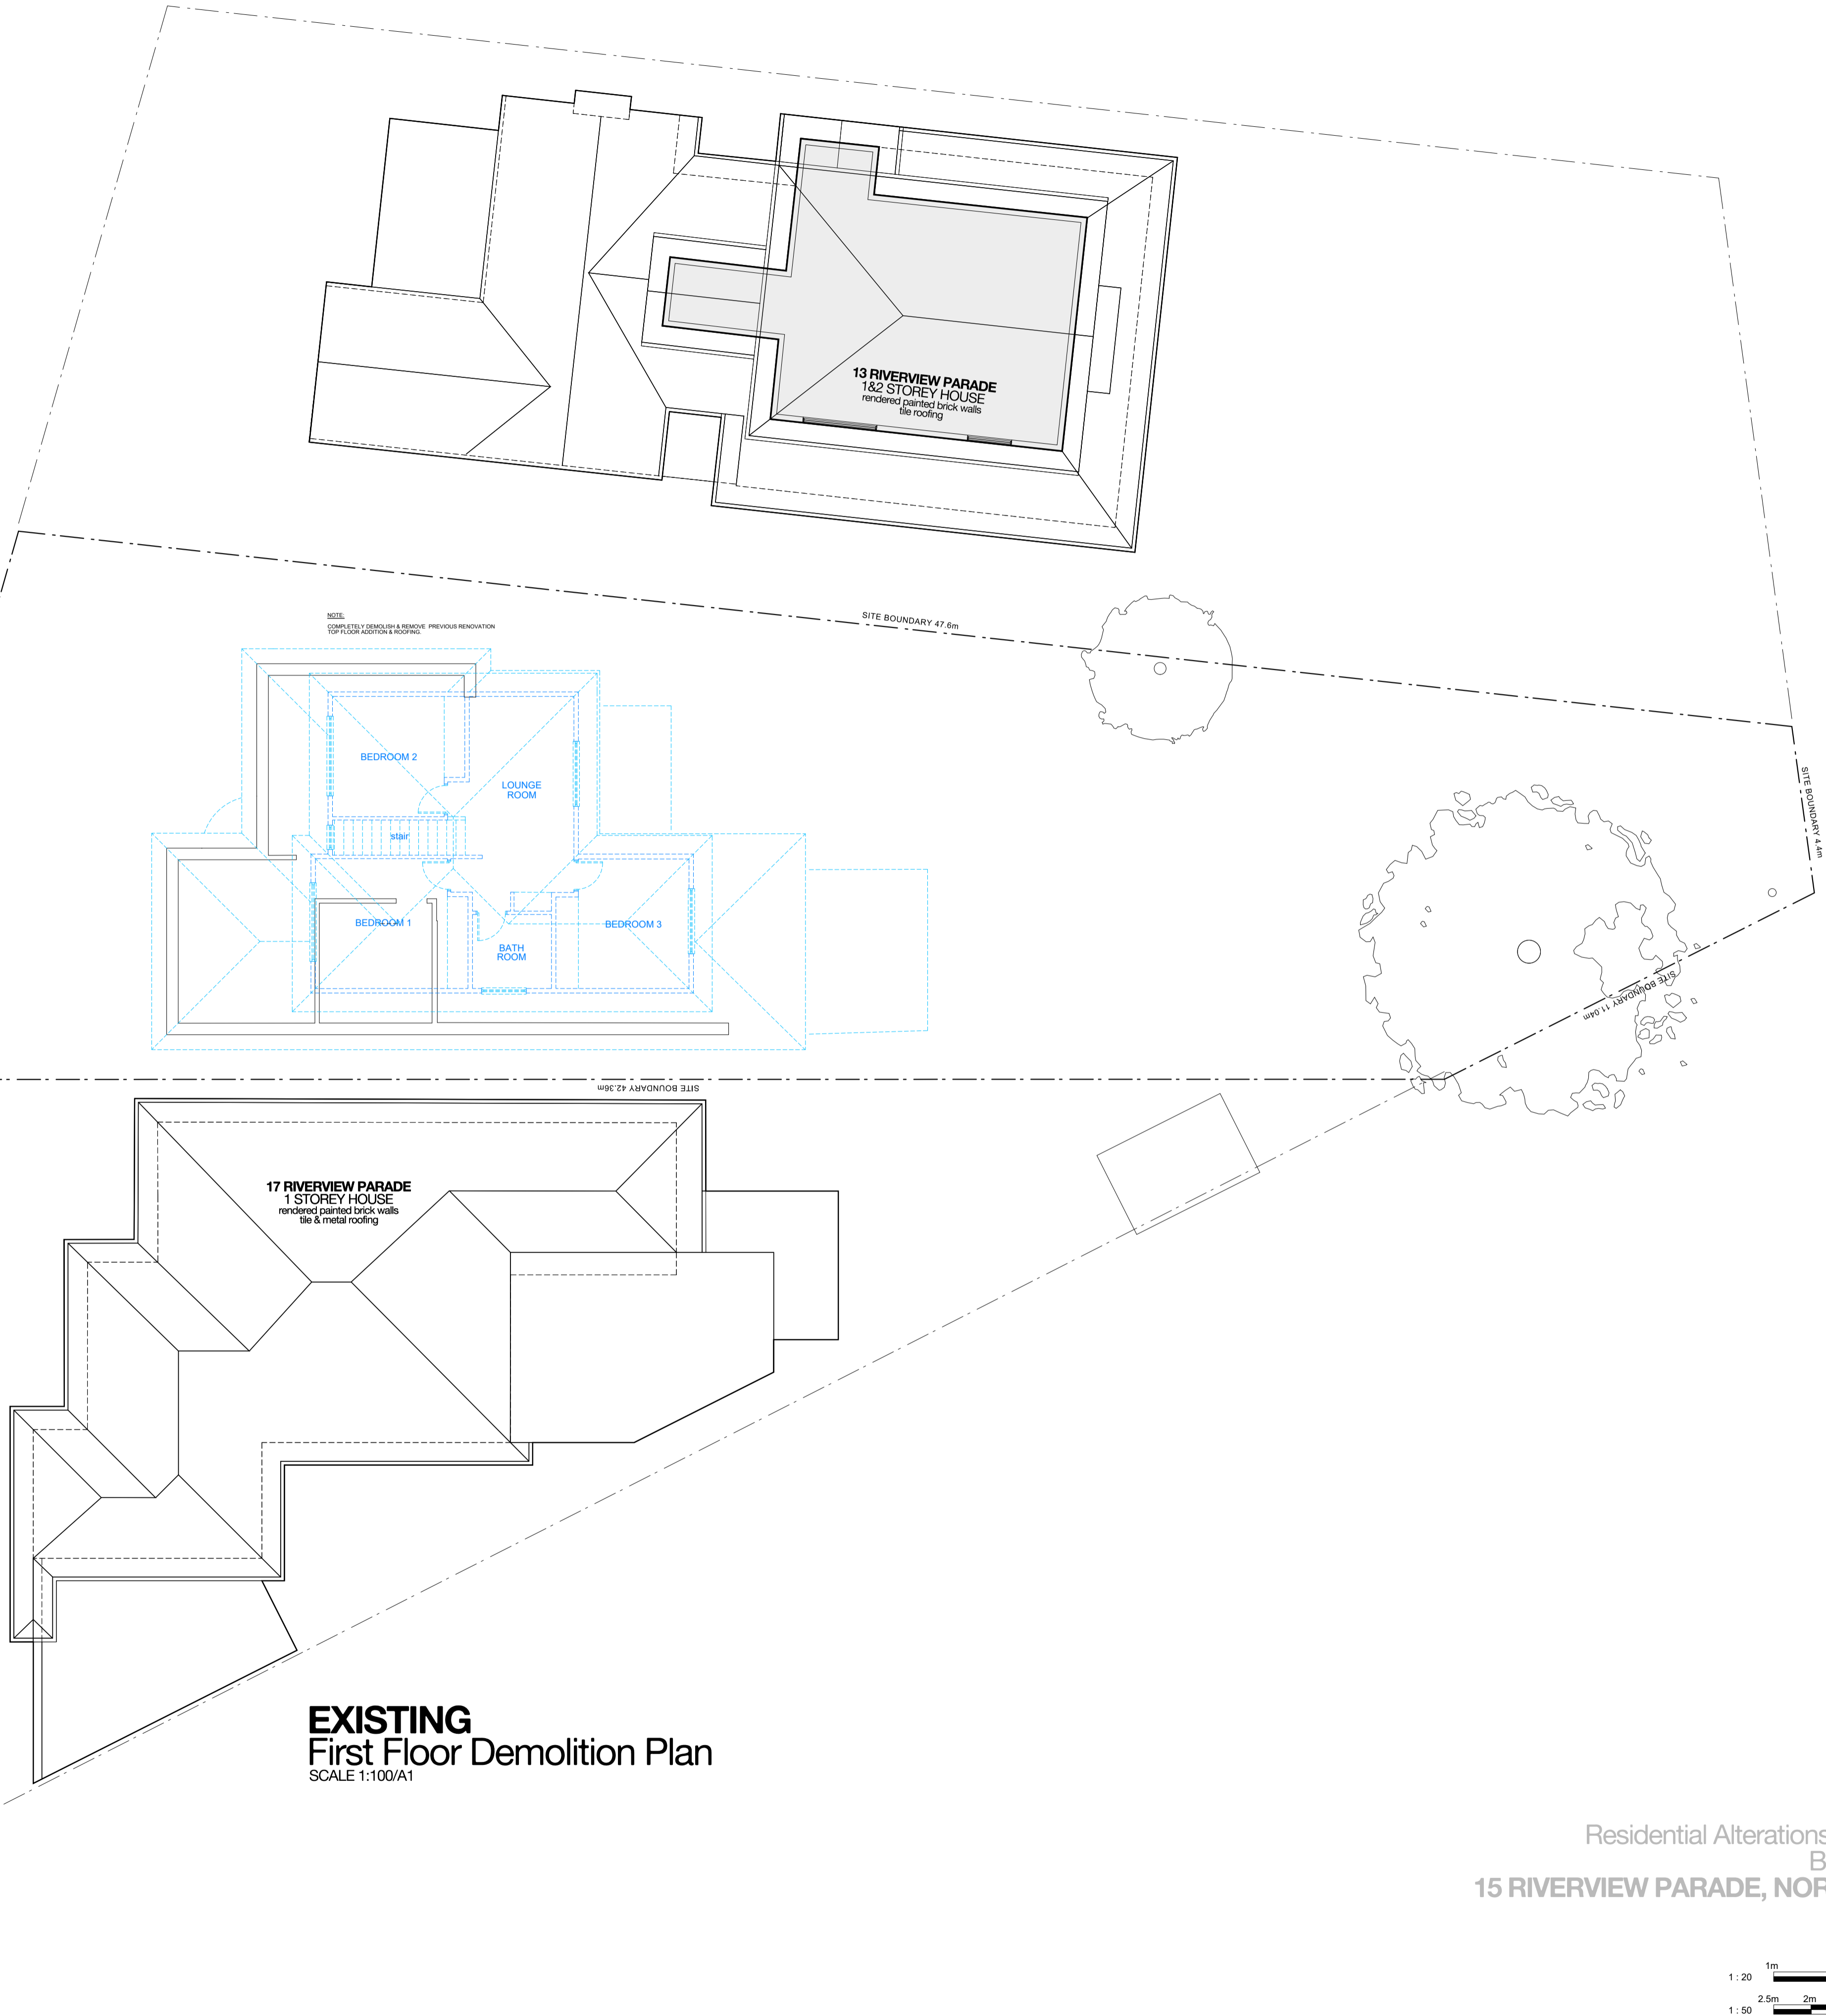 13 RIVERVIEW PARADE
1&2 STOREY HOUSE
rendered painted brick walls
tile roofing
NOTE:
COMPLETELY DEMOLISH & REMOVE PREVIOUS RENOVATION
TOP FLOOR ADDITION & ROOFING.
SITE BOUNDARY 47.6m
SITE BOUNDARY 4.4m
BEDROOM 2
LOUNGE
ROOM
stair
BEDROOM 1
BATH
ROOM
BEDROOM 3
SITE BOUNDARY 11.04m
SITE BOUNDARY 42.36m
17 RIVERVIEW PARADE
1 STOREY HOUSE
rendered painted brick walls
tile & metal roofing
EXISTING
First Floor Demolition Plan
SCALE 1:100/A1
Residential Alterations
B
15 RIVERVIEW PARADE, NOR
1m
1 : 20
2.5m 2m
1 : 50